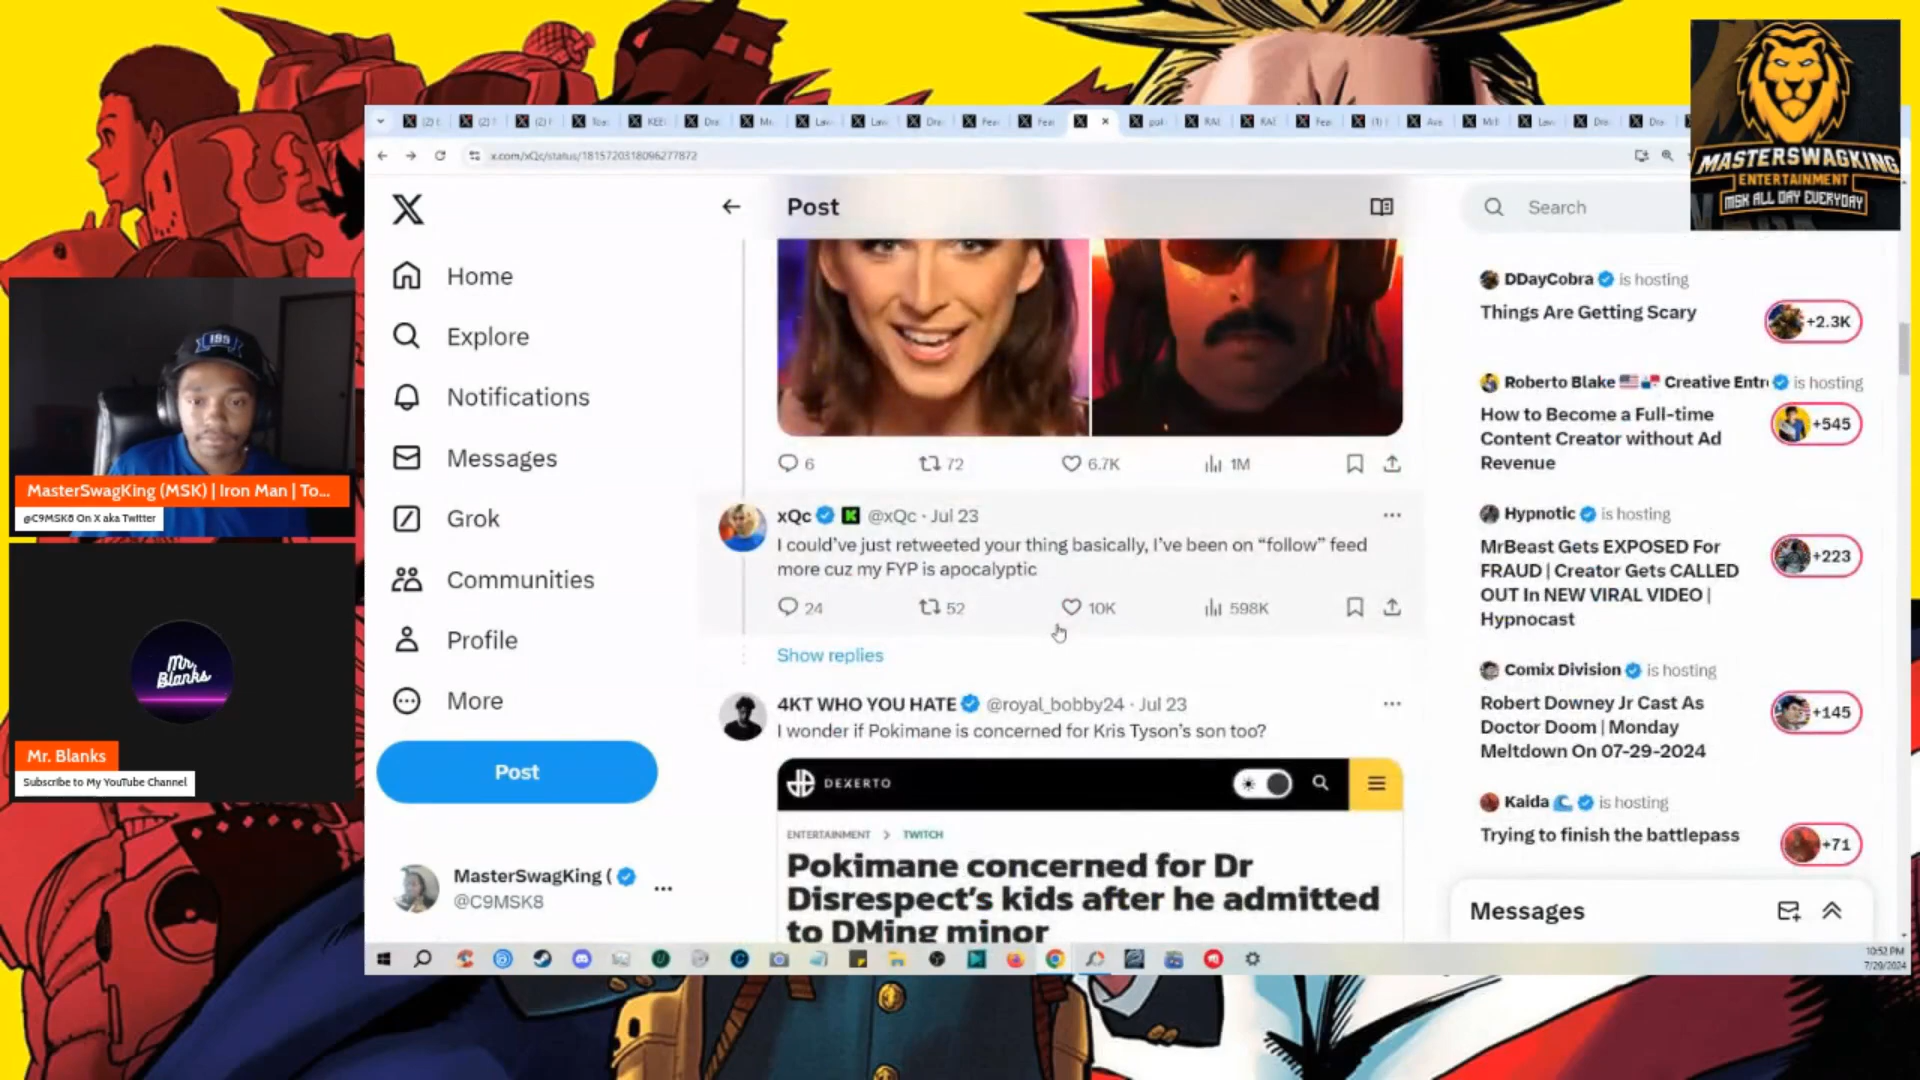 MASTERSWAGKING
ENTERTAINMENT
MSK ALL DAY EVERYDAY
x.com/xQc/status/1815720318096277872
Home
Explore
Notifications
Messages
Grok
Communities
Profile
More
Post
MasterSwagKing (
@C9MSK8
Post
6
72
6.7K
1M
xQc @xQc · Jul 23
I could've just retweeted your thing basically, I've been on "follow" feed
more cuz my FYP is apocalyptic
24
52
10K
598K
Show replies
4KT WHO YOU HATE @royal_bobby24 · Jul 23
I wonder if Pokimane is concerned for Kris Tyson's son too?
DEXERTO
ENTERTAINMENT > TWITCH
Pokimane concerned for Dr
Disrespect's kids after he admitted
to DMing minor
Search
DDayCobra is hosting
Things Are Getting Scary
+2.3K
Roberto Blake Creative Entr is hosting
How to Become a Full-time
Content Creator without Ad
Revenue
+545
Hypnotic is hosting
MrBeast Gets EXPOSED For
FRAUD | Creator Gets CALLED
OUT In NEW VIRAL VIDEO |
Hypnocast
+223
Comix Division is hosting
Robert Downey Jr Cast As
Doctor Doom | Monday
Meltdown On 07-29-2024
+145
Kaida is hosting
Trying to finish the battlepass
+71
Messages
10:52 PM
7/29/2024
MasterSwagKing (MSK) | Iron Man | To...
@C9MSK8 On X aka Twitter
Mr. Blanks
Mr. Blanks
Subscribe to My YouTube Channel